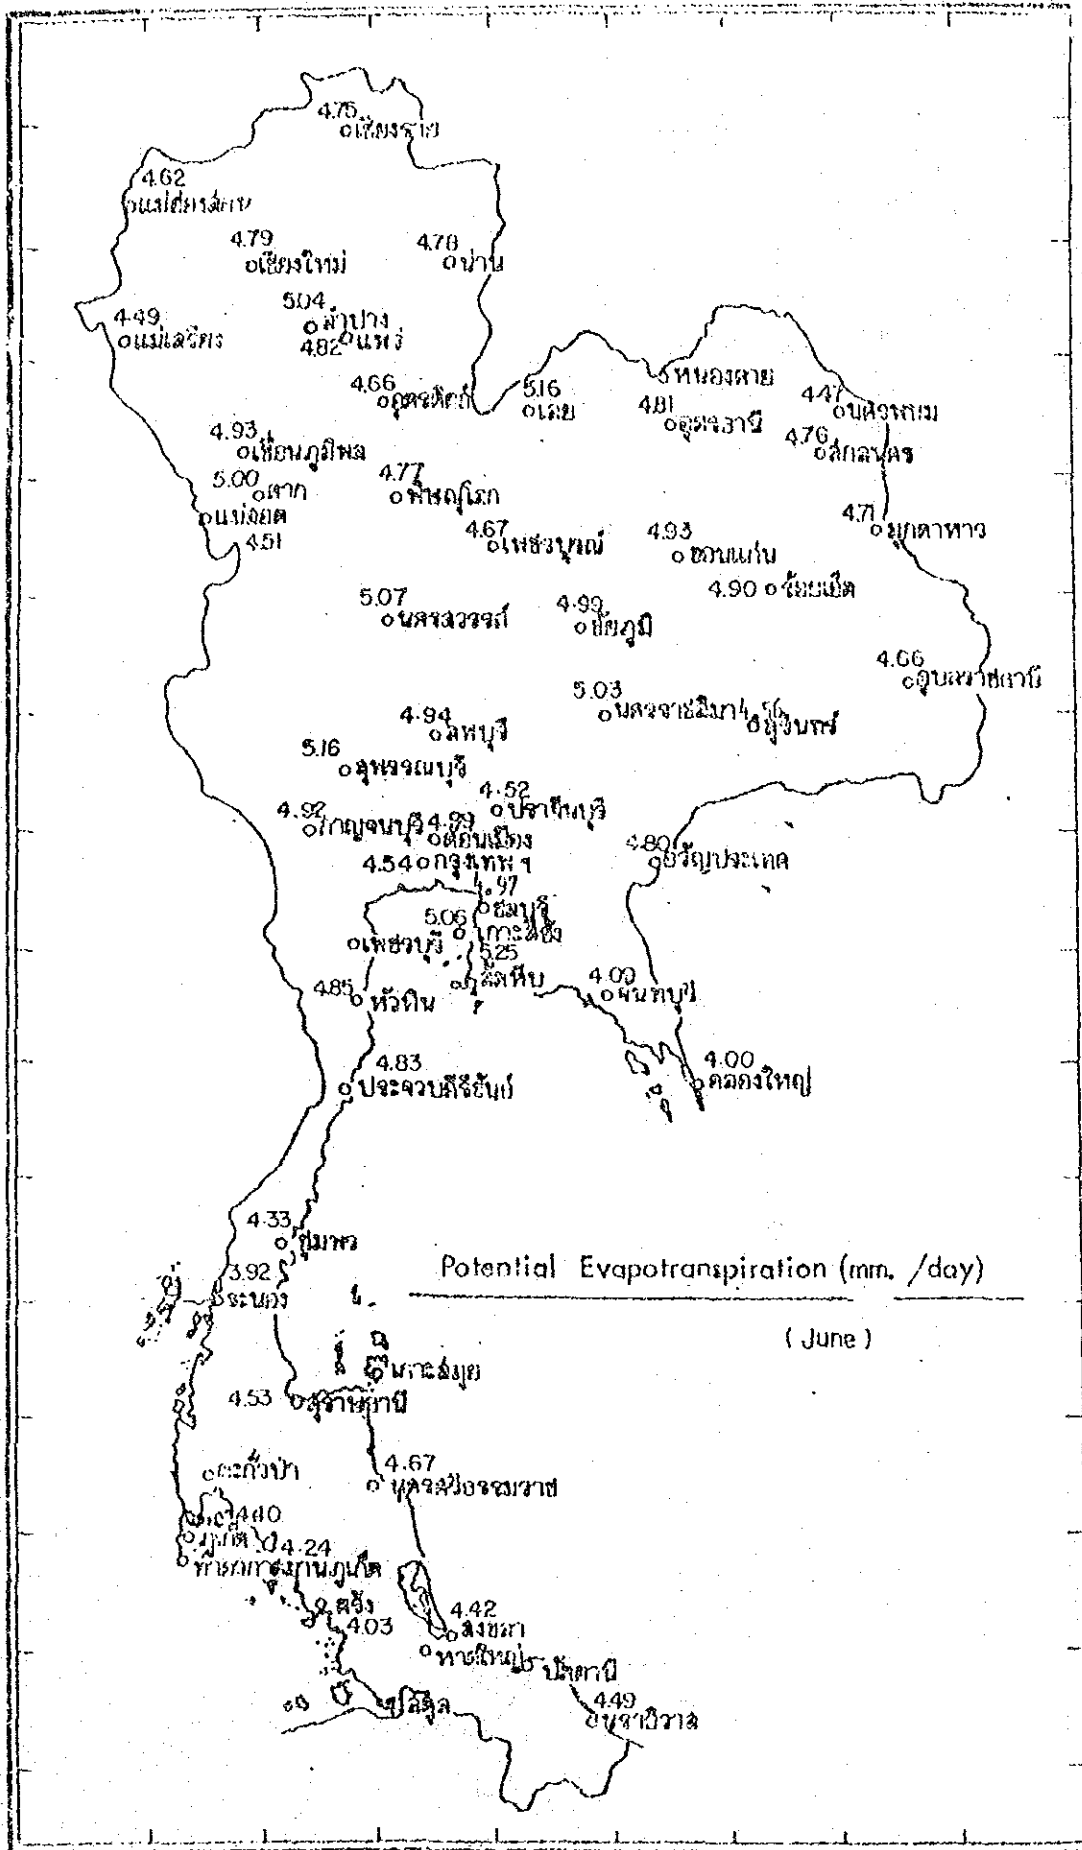 4.75
เชียงราย
4.62
แม่ฮ่องสอน
4.79
เชียงใหม่
4.78
น่าน
5.04
ลำปาง
4.49
แม่เสรียง
4.82
แพร่
4.66
อุตรดิตถ์
5.16
เลย
หนองคาย
4.81
อุดรธานี
4.47
นครพนม
4.76
สกลนคร
4.93
เขื่อนภูมิพล
5.00
ตาก
4.77
พิษณุโลก
แม่สอด
4.51
4.67
เพชรบูรณ์
4.93
ขอนแก่น
4.71
มุกดาหาร
4.90
ร้อยเอ็ด
5.07
นครสวรรค์
4.99
ชัยภูมิ
4.66
อุบลราชธานี
5.03
นครราชสีมา
4.56
สุรินทร์
4.94
ลพบุรี
5.16
สุพรรณบุรี
4.52
ปราจีนบุรี
4.92
กาญจนบุรี
4.99
ดอนเมือง
4.80
อรัญประเทศ
4.54
กรุงเทพฯ
4.97
ชลบุรี
5.06
เกาะสีชัง
เพชรบุรี
5.25
สัตหีบ
4.85
หัวหิน
4.09
จันทบุรี
4.83
ประจวบคีรีขันธ์
4.00
คลองใหญ่
4.33
ชุมพร
3.92
ระนอง
Potential Evapotranspiration (mm. /day)
(June)
เกาะสมุย
4.53
สุราษฎร์ธานี
ตะกั่วป่า
4.67
นครศรีธรรมราช
4.40
ภูเก็ต
4.24
ท่าอากาศยานภูเก็ต
ตรัง
4.03
4.42
สงขลา
หาดใหญ่
ปัตตานี
สตูล
4.49
นราธิวาส